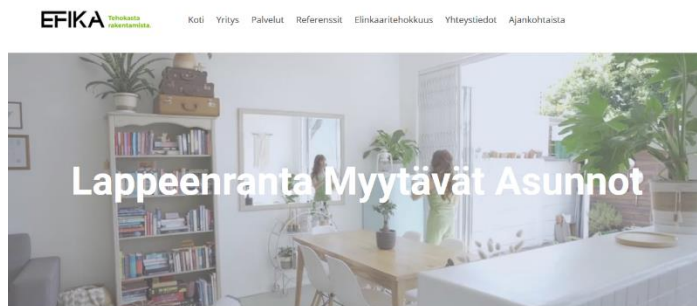 EFIKA Tehokasta rakentamista.
Koti Yritys Palvelut Referenssit Elinkaaritehokkuus Yhteystiedot Ajankohtaista
Lappeenranta Myytävät Asunnot